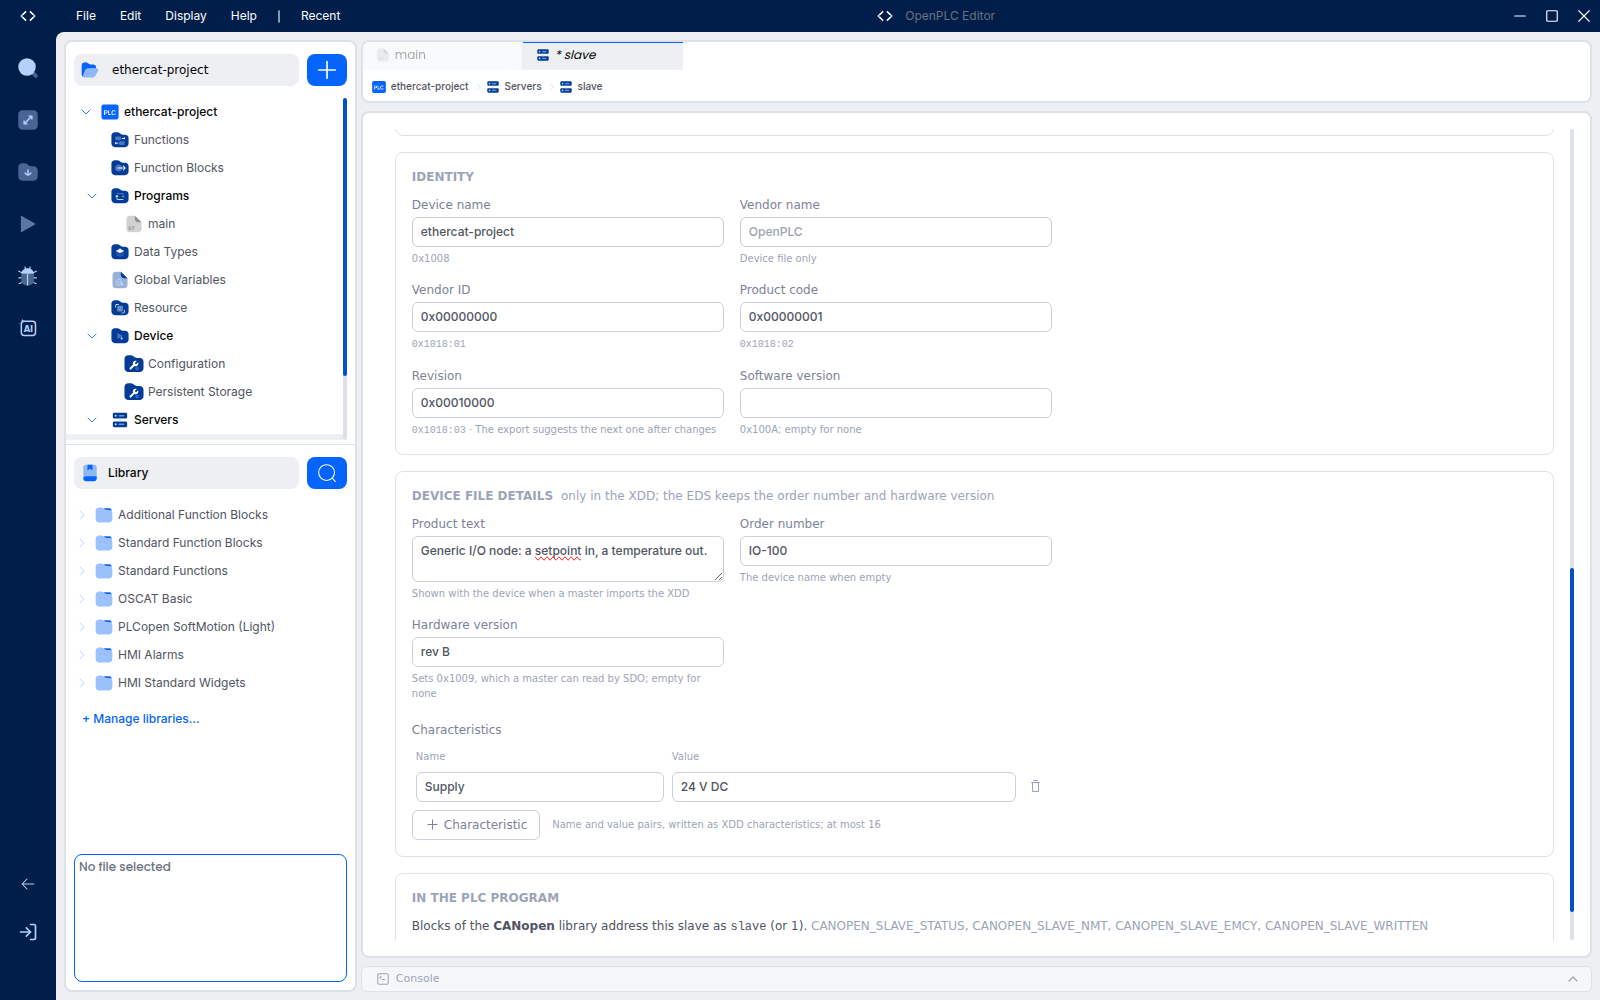 File Edit Display Help | Recent
OpenPLC Editor
ethercat-project
PLC ethercat-project
Functions
Function Blocks
Programs
main
Data Types
Global Variables
Resource
Device
Configuration
Persistent Storage
Servers
AI
Library
Additional Function Blocks
Standard Function Blocks
Standard Functions
OSCAT Basic
PLCopen SoftMotion (Light)
HMI Alarms
HMI Standard Widgets
+ Manage libraries...
No file selected
main
* slave
PLC ethercat-project Servers slave
IDENTITY
Device name Vendor name
ethercat-project OpenPLC
0x1008 Device file only
Vendor ID Product code
0x00000000 0x00000001
0x1018:01 0x1018:02
Revision Software version
0x00010000
0x1018:03 · The export suggests the next one after changes 0x100A; empty for none
DEVICE FILE DETAILS only in the XDD; the EDS keeps the order number and hardware version
Product text Order number
Generic I/O node: a setpoint in, a temperature out. IO-100
The device name when empty
Shown with the device when a master imports the XDD
Hardware version
rev B
Sets 0x1009, which a master can read by SDO; empty for
none
Characteristics
Name Value
Supply 24 V DC
+ Characteristic Name and value pairs, written as XDD characteristics; at most 16
IN THE PLC PROGRAM
Blocks of the CANopen library address this slave as slave (or 1). CANOPEN_SLAVE_STATUS, CANOPEN_SLAVE_NMT, CANOPEN_SLAVE_EMCY, CANOPEN_SLAVE_WRITTEN
Console